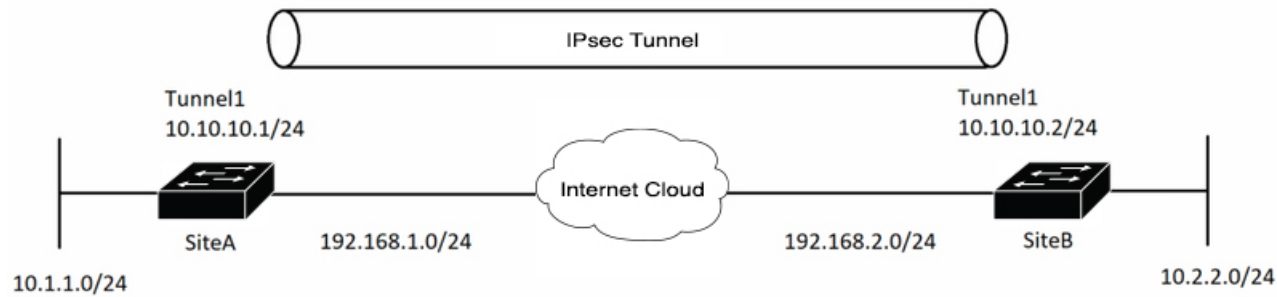 IPsec Tunnel
Tunnel1
10.10.10.1/24
Tunnel1
10.10.10.2/24
Internet Cloud
SiteA
192.168.1.0/24
192.168.2.0/24
SiteB
10.1.1.0/24
10.2.2.0/24